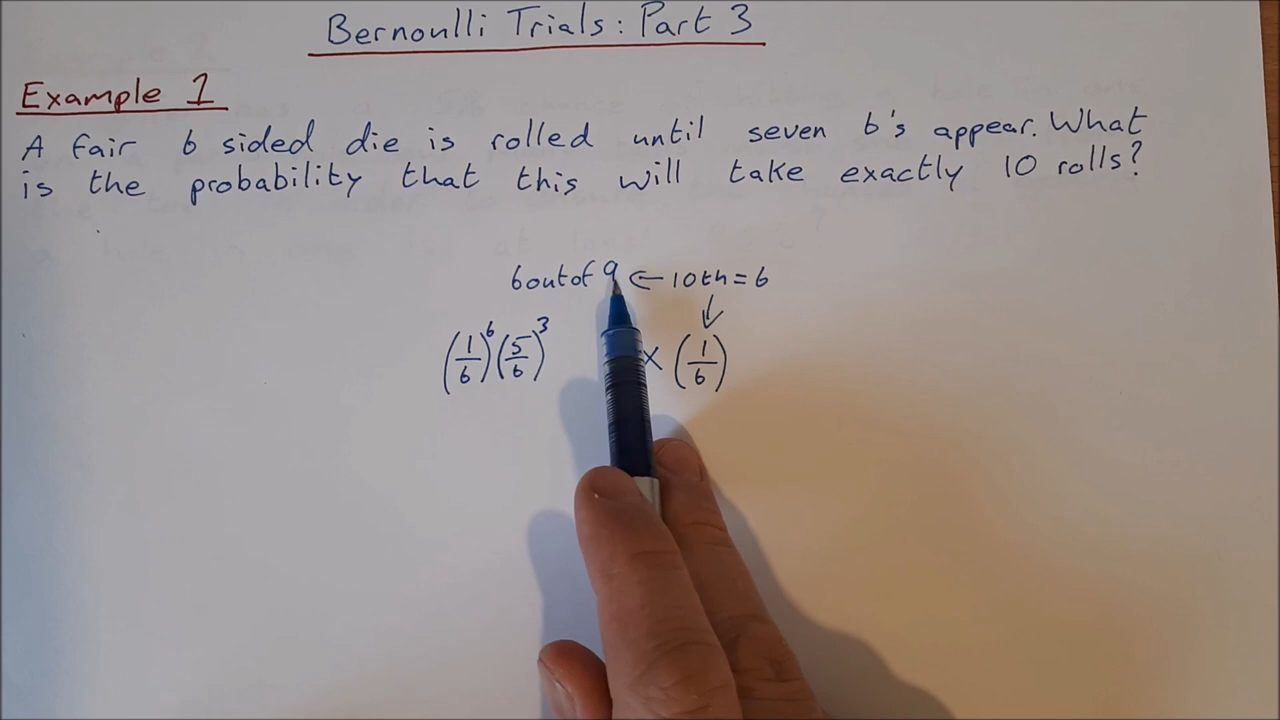 Bernoulli Trials: Part 3
Example 1
A fair 6 sided die is rolled until seven 6's appear. What
is the probability that this will take exactly 10 rolls?
6 out of 9 ← 10th = 6
↓
(1/6)^6 (5/6)^3 × (1/6)